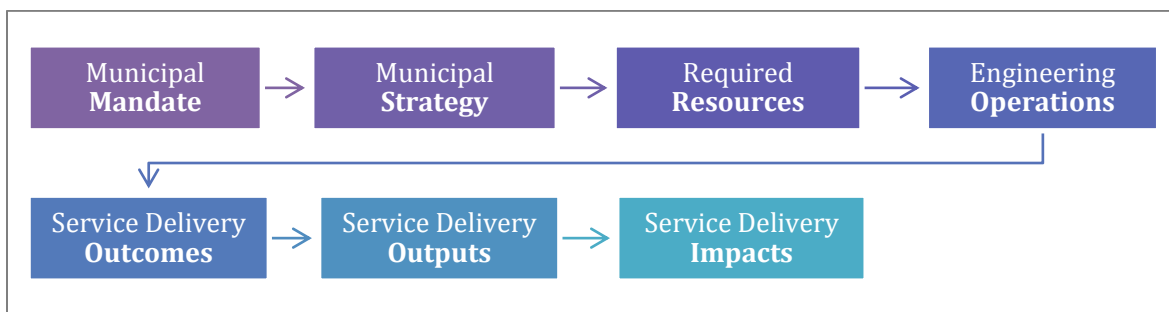 Municipal
Mandate
Municipal
Strategy
Required
Resources
Engineering
Operations
Service Delivery
Outcomes
Service Delivery
Outputs
Service Delivery
Impacts